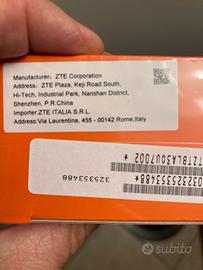 Manufacturer: ZTE Corporation
Address: ZTE Plaza, Keji Road South,
Hi-Tech, Industrial Park, Nanshan District,
Shenzhen, P.R.China
Importer:ZTE ITALIA S.R.L.
Address:Via Laurentina, 455 - 00142 Rome,Italy
325353488
subito